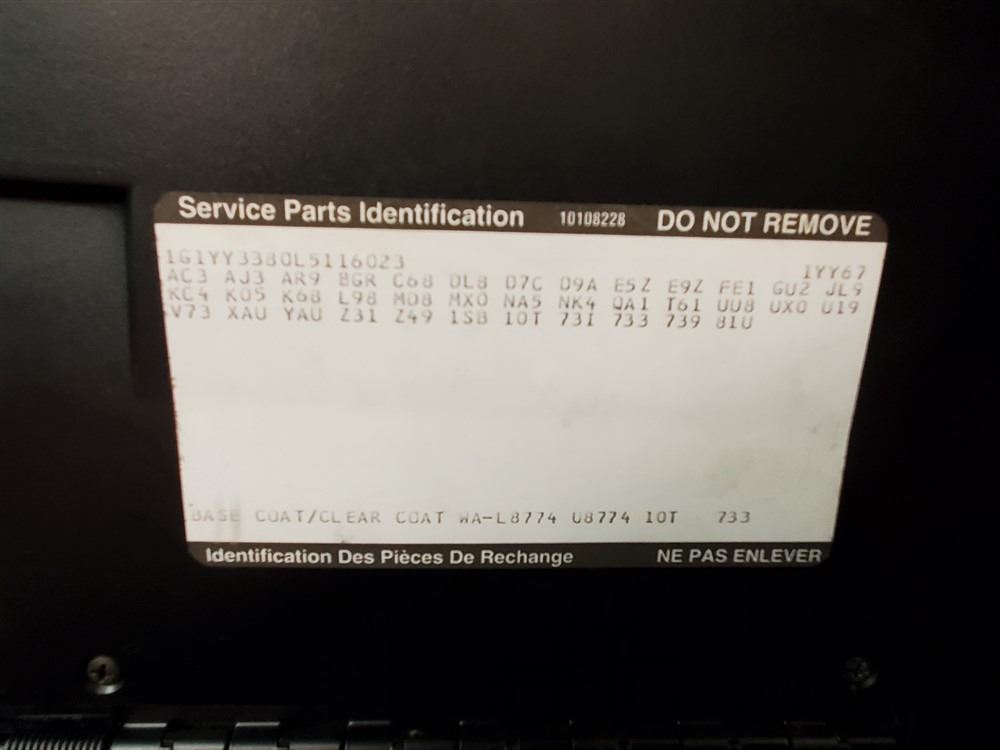 Service Parts Identification 10108228 DO NOT REMOVE
1G1YY3380L5116023 1YY67
AC3 AJ3 AR9 BGR C68 DL8 D7C D9A E5Z E9Z FE1 GU2 JL9
KC4 K05 K68 L98 MD8 MX0 NA5 NK4 QA1 T61 UU8 UX0 U19
V73 XAU YAU Z31 Z49 1SB 10T 73I 733 739 81U
BASE COAT/CLEAR COAT WA-L8774 U8774 10T 733
Identification Des Pièces De Rechange NE PAS ENLEVER